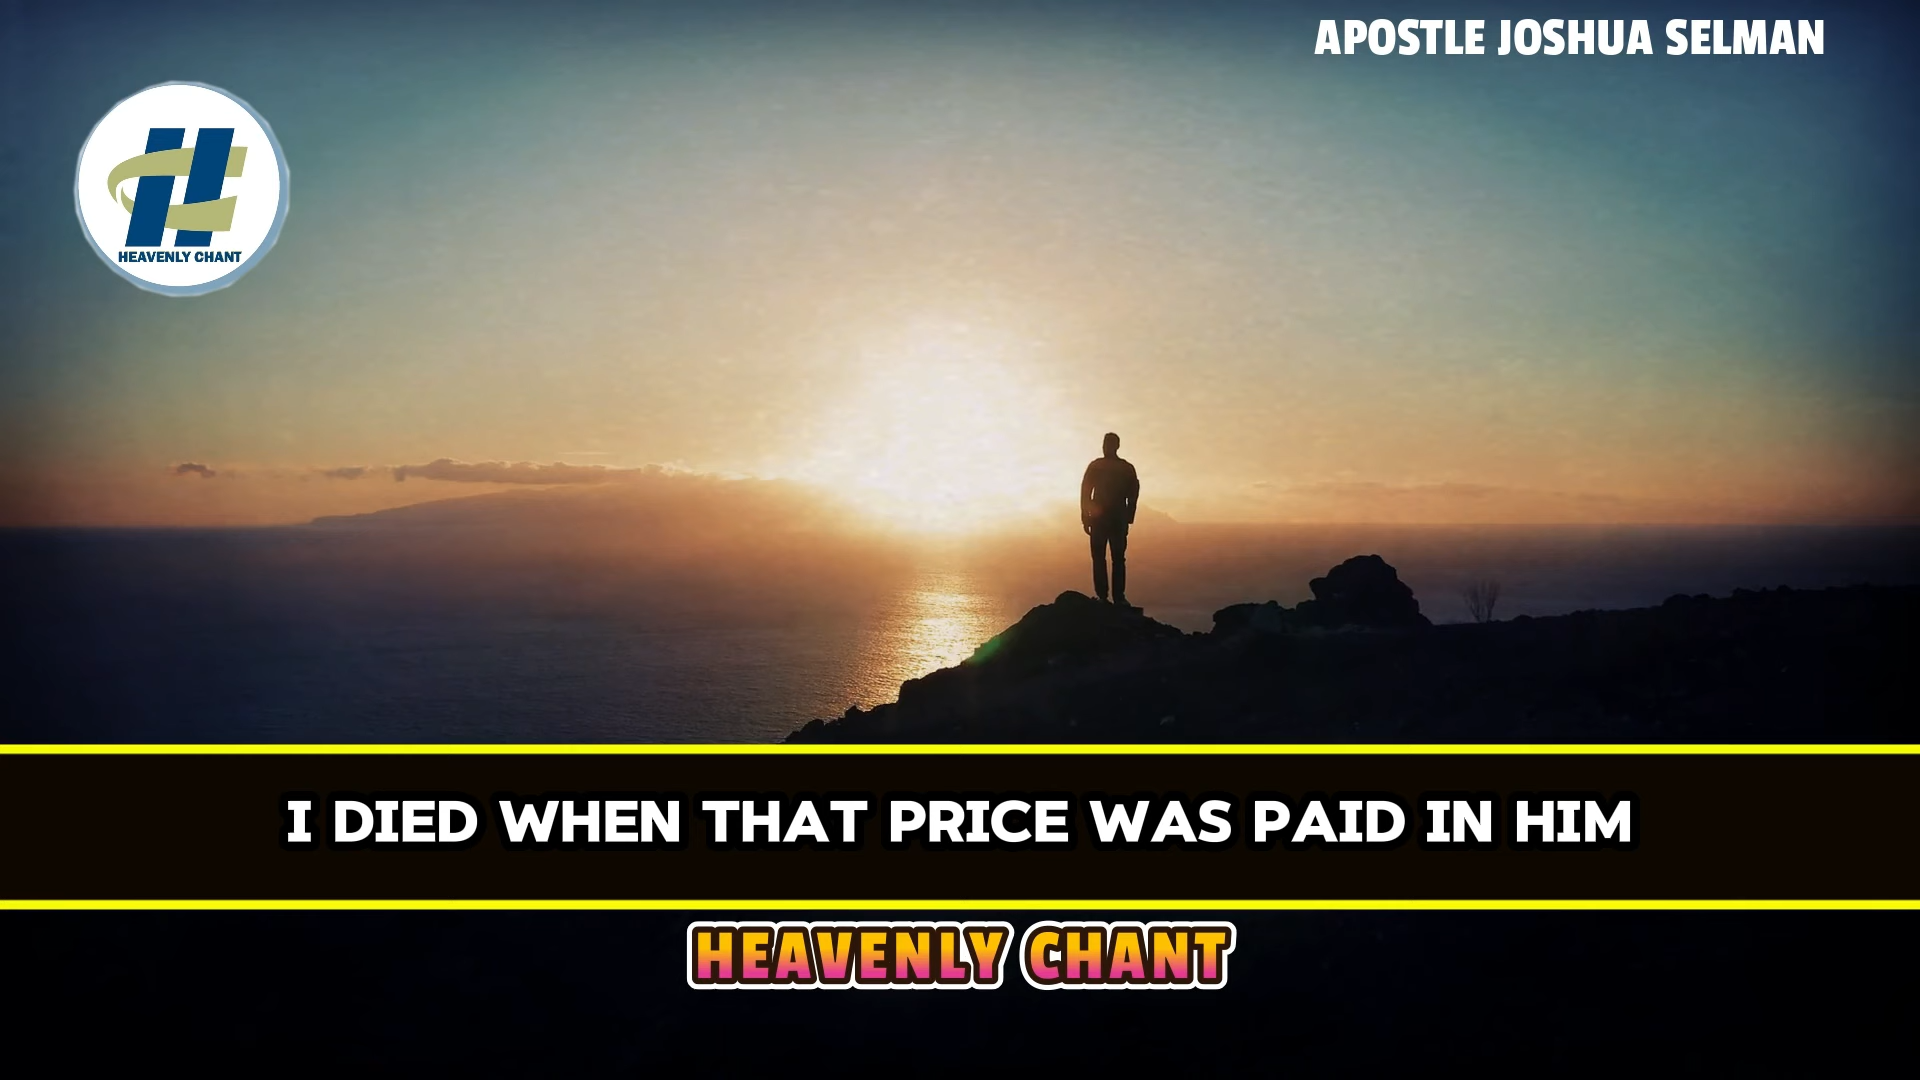 APOSTLE JOSHUA SELMAN
HEAVENLY CHANT
I DIED WHEN THAT PRICE WAS PAID IN HIM
HEAVENLY CHANT